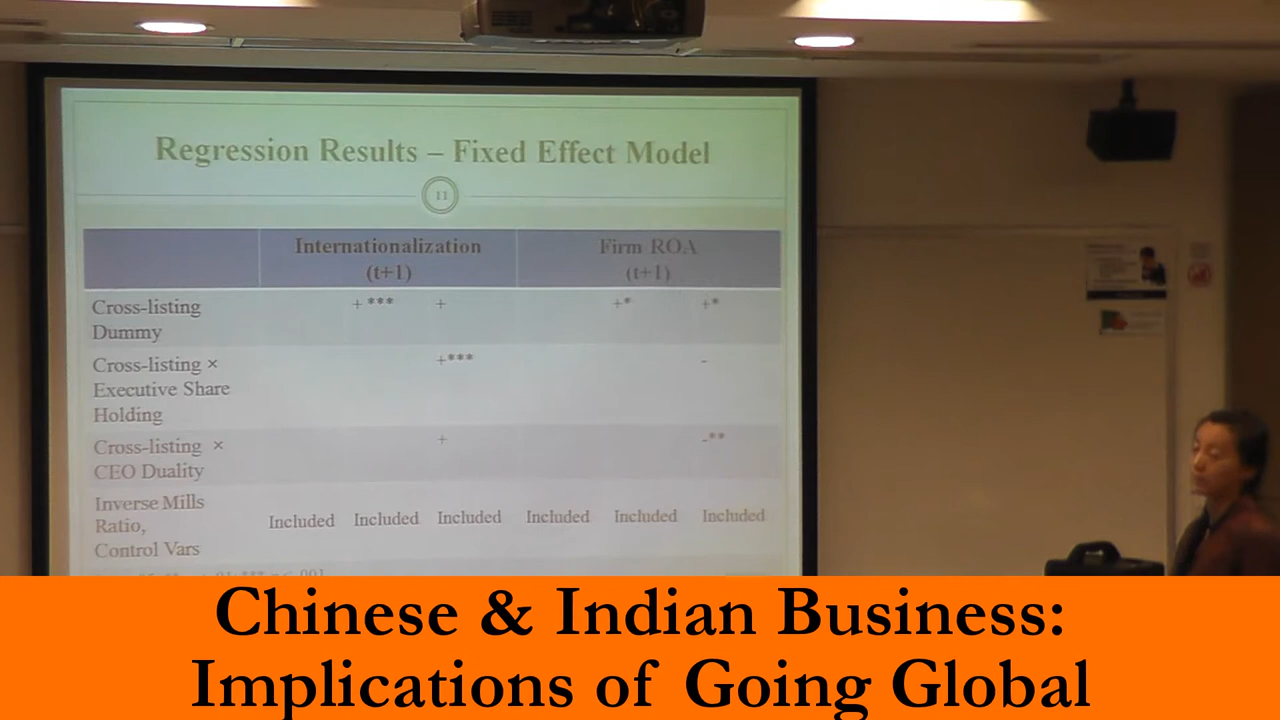 Regression Results – Fixed Effect Model
11
Internationalization (t+1) Firm ROA (t+1)
Cross-listing Dummy +*** + +* +*
Cross-listing × Executive Share Holding +*** -
Cross-listing × CEO Duality + -**
Inverse Mills Ratio, Control Vars Included Included Included Included Included Included
Chinese & Indian Business:
Implications of Going Global